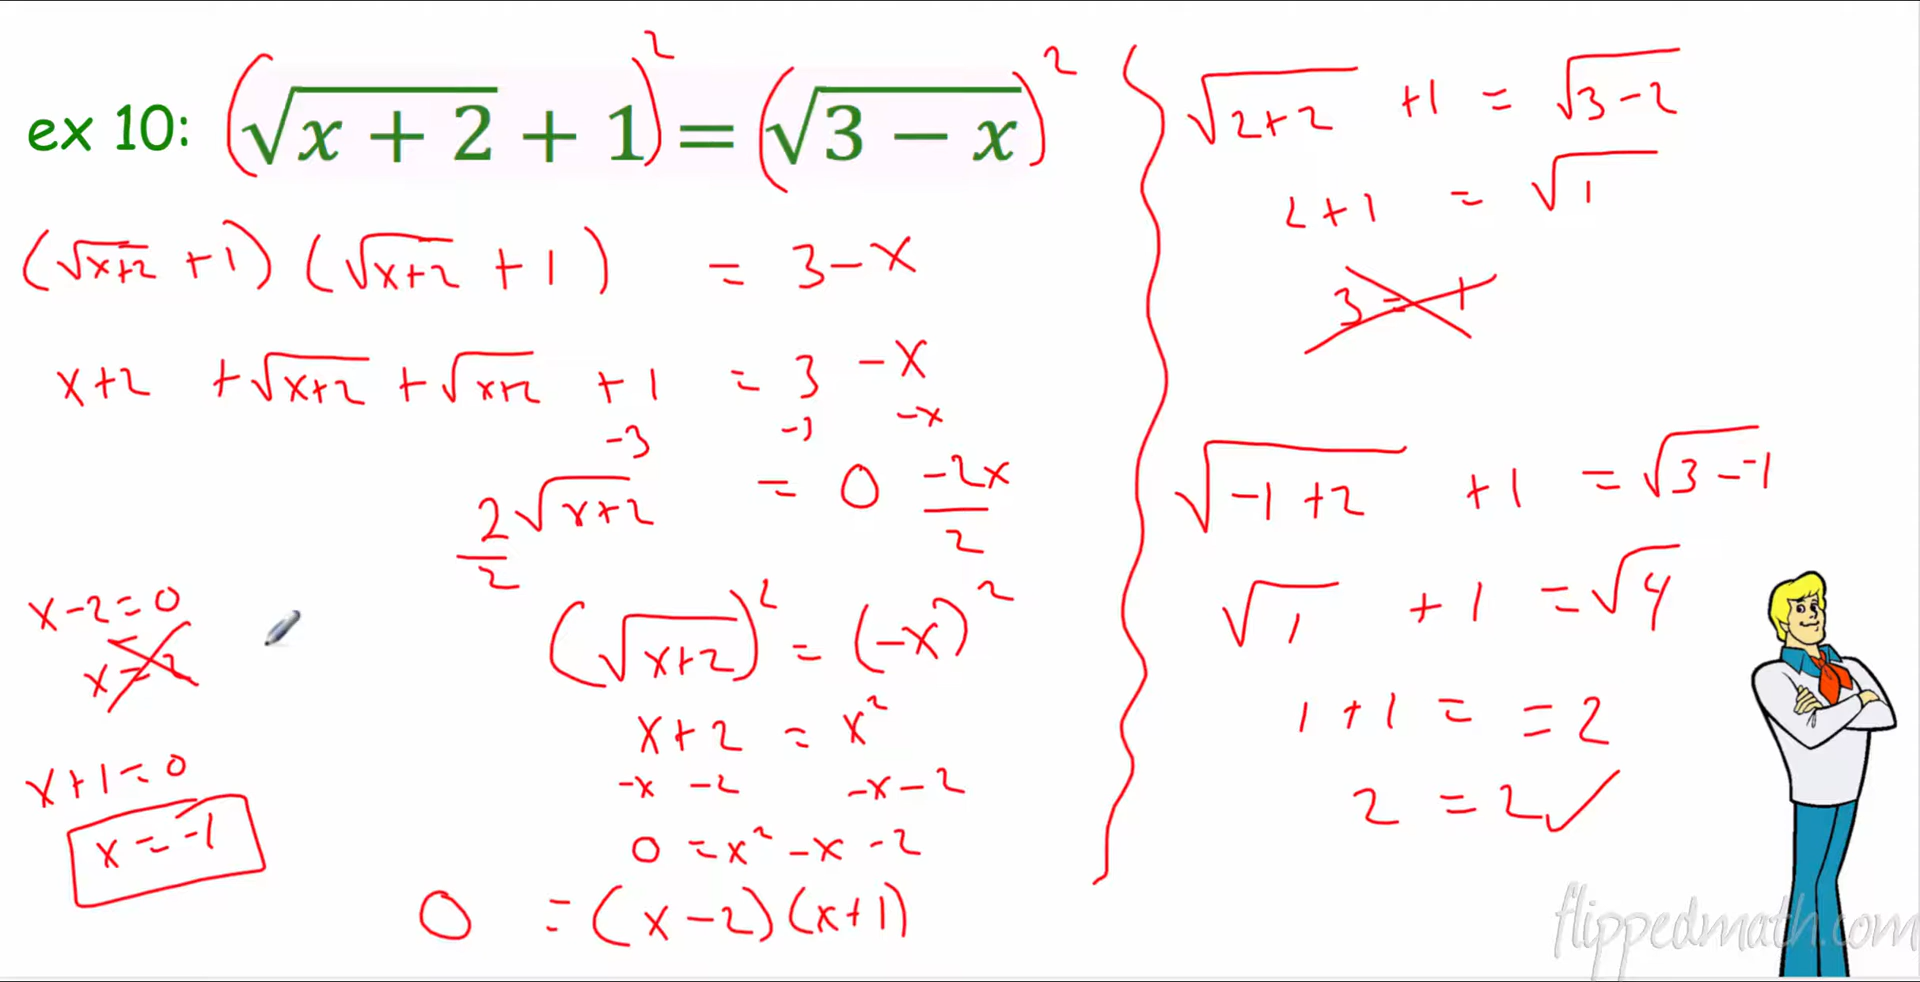 ex 10: (√(x + 2) + 1)² = (√(3 − x))²
(√(x+2) + 1) (√(x+2) + 1) = 3 − x
x+2 + √(x+2) + √(x+2) + 1 = 3 − x
−3 −3 −x
2√(x+2) = 0 −2x
2 2
(√(x+2))² = (−x)²
x+2 = x²
−x −2 −x −2
0 = x² − x − 2
0 = (x−2)(x+1)
x−2=0
x=2
x+1=0
x=−1
√(2+2) +1 = √(3−2)
2+1 = √1
3 = 1
√(−1+2) +1 = √(3−−1)
√1 +1 = √4
1+1 = = 2
2 = 2 ✓
flippedmath.com